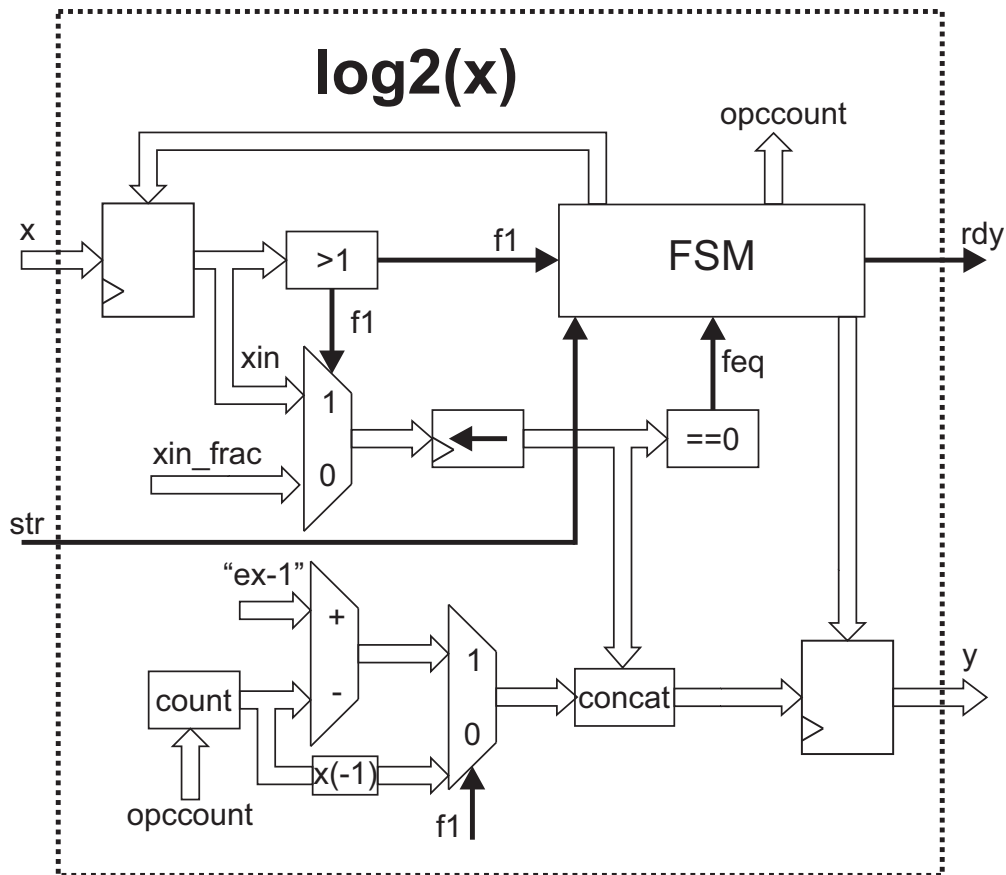 log2(x)
opccount
x
>1
f1
FSM
rdy
f1
xin
1
feq
xin_frac
0
==0
str
“ex-1”
+
1
y
count
-
concat
0
x(-1)
opccount
f1